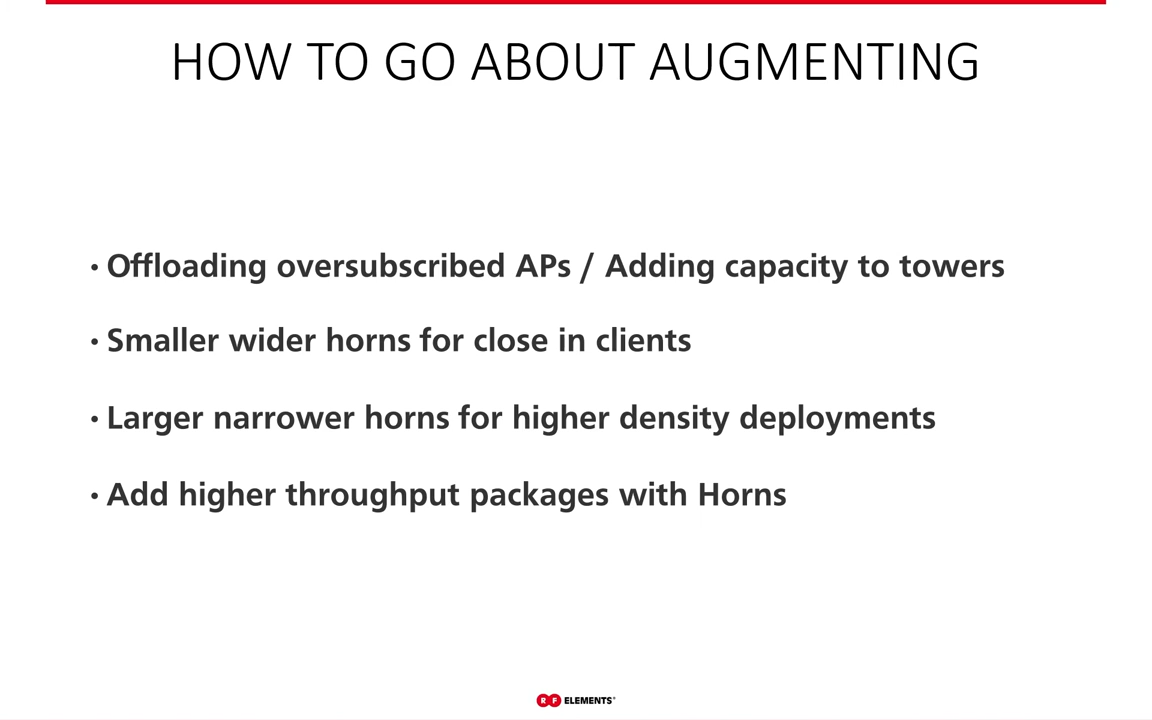 HOW TO GO ABOUT AUGMENTING
• Offloading oversubscribed APs / Adding capacity to towers
• Smaller wider horns for close in clients
• Larger narrower horns for higher density deployments
• Add higher throughput packages with Horns
RF ELEMENTS®